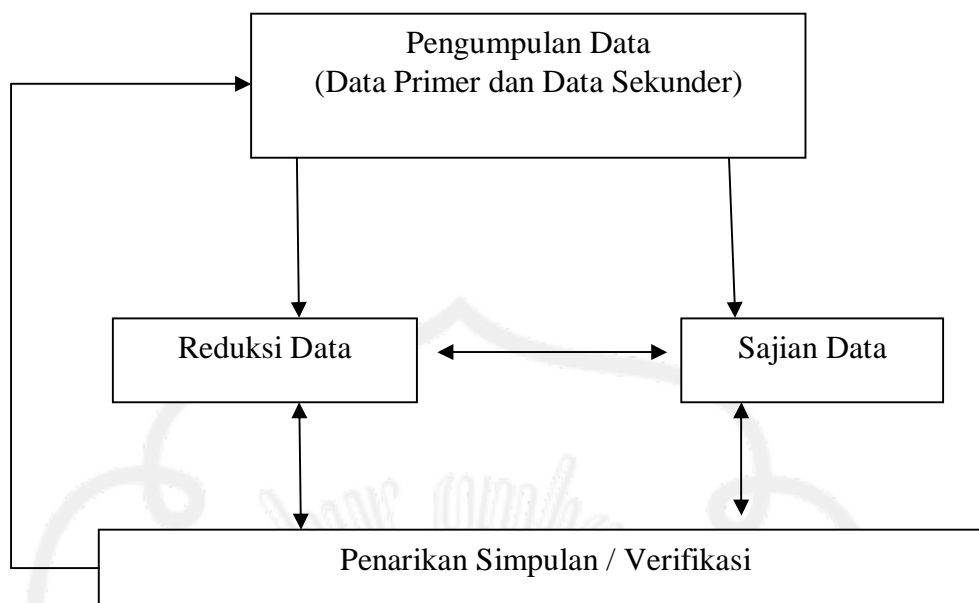 Pengumpulan Data
(Data Primer dan Data Sekunder)
Reduksi Data
Sajian Data
Penarikan Simpulan / Verifikasi